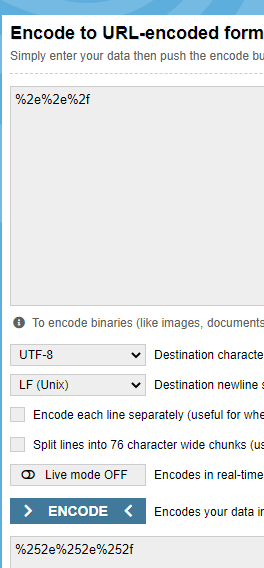 Encode to URL-encoded form
Simply enter your data then push the encode bu
%2e%2e%2f
To encode binaries (like images, documents
UTF-8 Destination characte
LF (Unix) Destination newline s
Encode each line separately (useful for whe
Split lines into 76 character wide chunks (us
Live mode OFF Encodes in real-time
> ENCODE < Encodes your data in
%252e%252e%252f